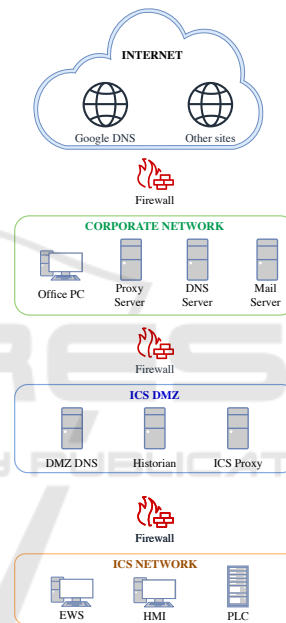 INTERNET
Google DNS Other sites
Firewall
CORPORATE NETWORK
Office PC Proxy Server DNS Server Mail Server
Firewall
ICS DMZ
DMZ DNS Historian ICS Proxy
Firewall
ICS NETWORK
EWS HMI PLC